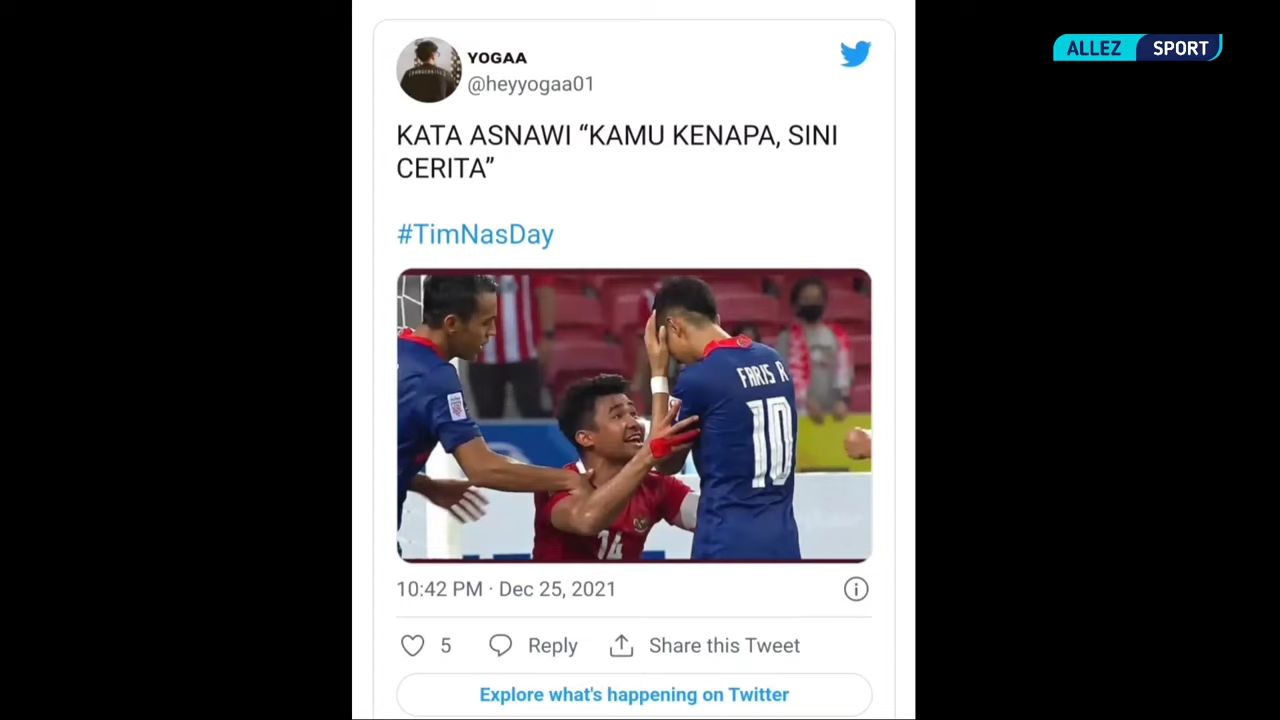 ALLEZ SPORT
YOGAA
@heyyogaa01
KATA ASNAWI “KAMU KENAPA, SINI
CERITA”
#TimNasDay
FARIS R
10
14
10:42 PM · Dec 25, 2021
5 Reply Share this Tweet
Explore what's happening on Twitter